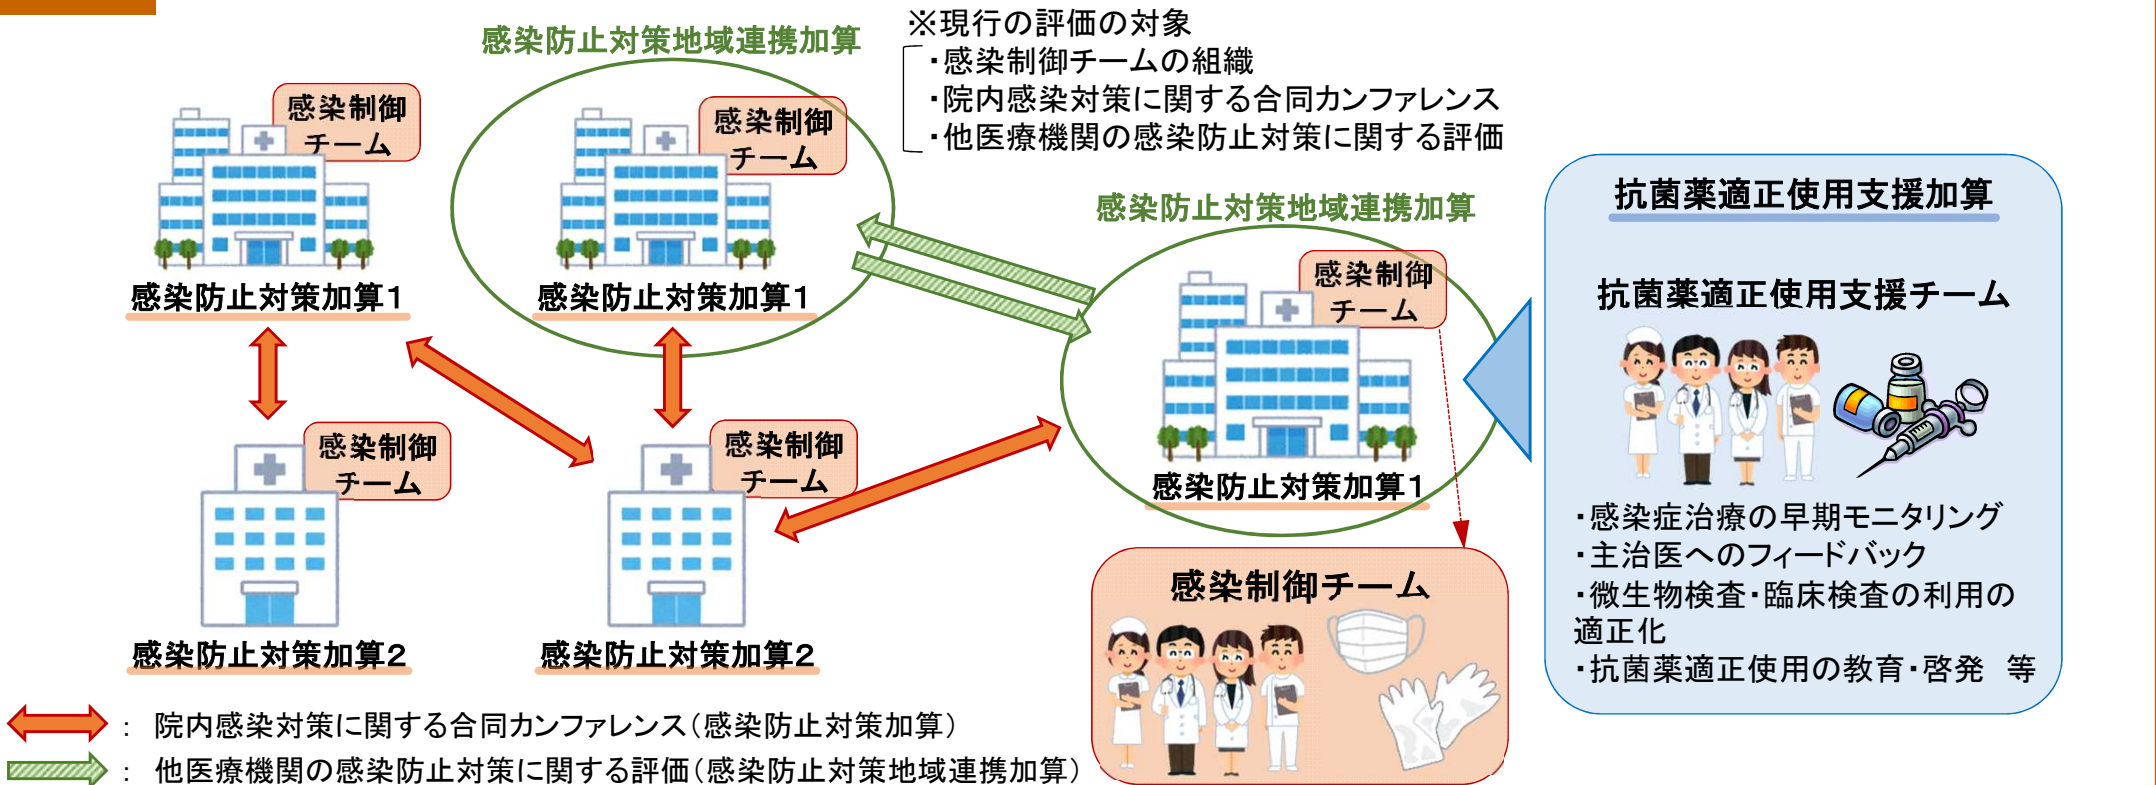 感染防止対策地域連携加算
※現行の評価の対象
・感染制御チームの組織
・院内感染対策に関する合同カンファレンス
・他医療機関の感染防止対策に関する評価
感染制御
チーム
感染防止対策加算1
感染制御
チーム
感染防止対策加算1
感染防止対策地域連携加算
感染制御
チーム
感染防止対策加算1
感染制御
チーム
感染防止対策加算2
感染制御
チーム
感染防止対策加算2
感染制御チーム
抗菌薬適正使用支援加算
抗菌薬適正使用支援チーム
・感染症治療の早期モニタリング
・主治医へのフィードバック
・微生物検査・臨床検査の利用の
適正化
・抗菌薬適正使用の教育・啓発 等
： 院内感染対策に関する合同カンファレンス（感染防止対策加算）
： 他医療機関の感染防止対策に関する評価（感染防止対策地域連携加算）